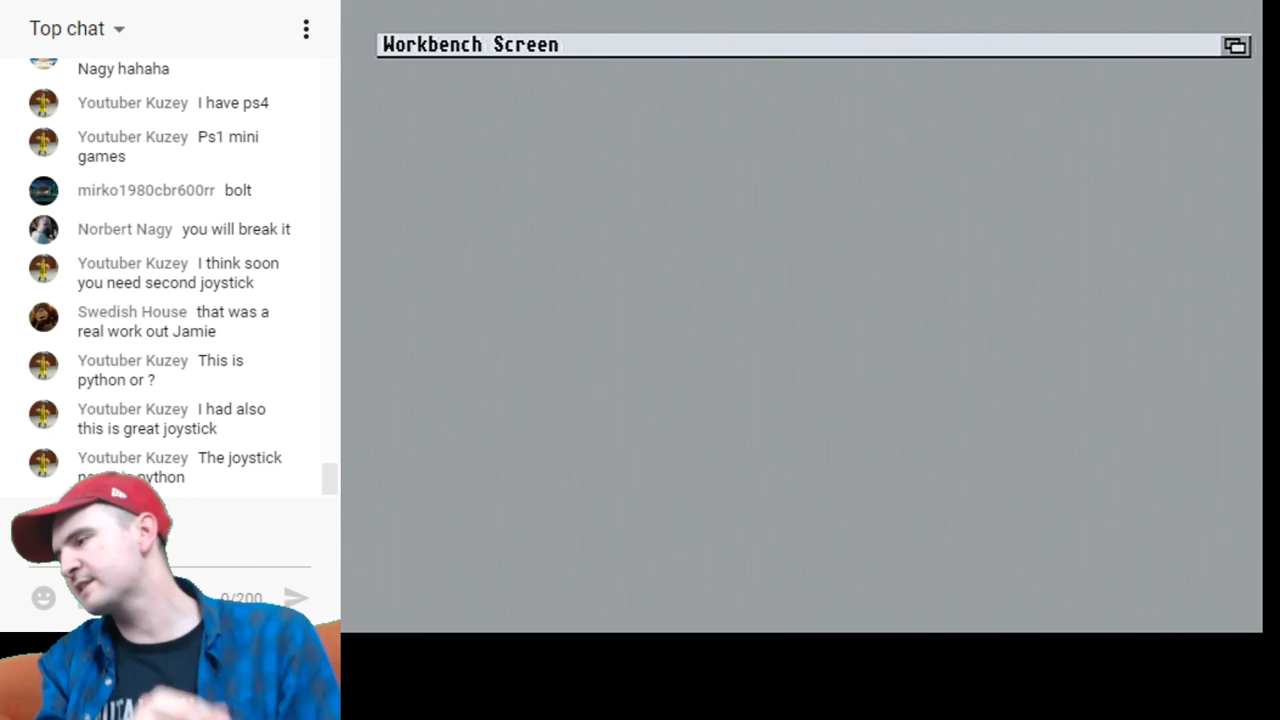 Top chat
Workbench Screen
Nagy hahaha
Youtuber Kuzey I have ps4
Youtuber Kuzey Ps1 mini
games
mirko1980cbr600rr bolt
Norbert Nagy you will break it
Youtuber Kuzey I think soon
you need second joystick
Swedish House that was a
real work out Jamie
Youtuber Kuzey This is
python or ?
Youtuber Kuzey I had also
this is great joystick
Youtuber Kuzey The joystick
python
0/200